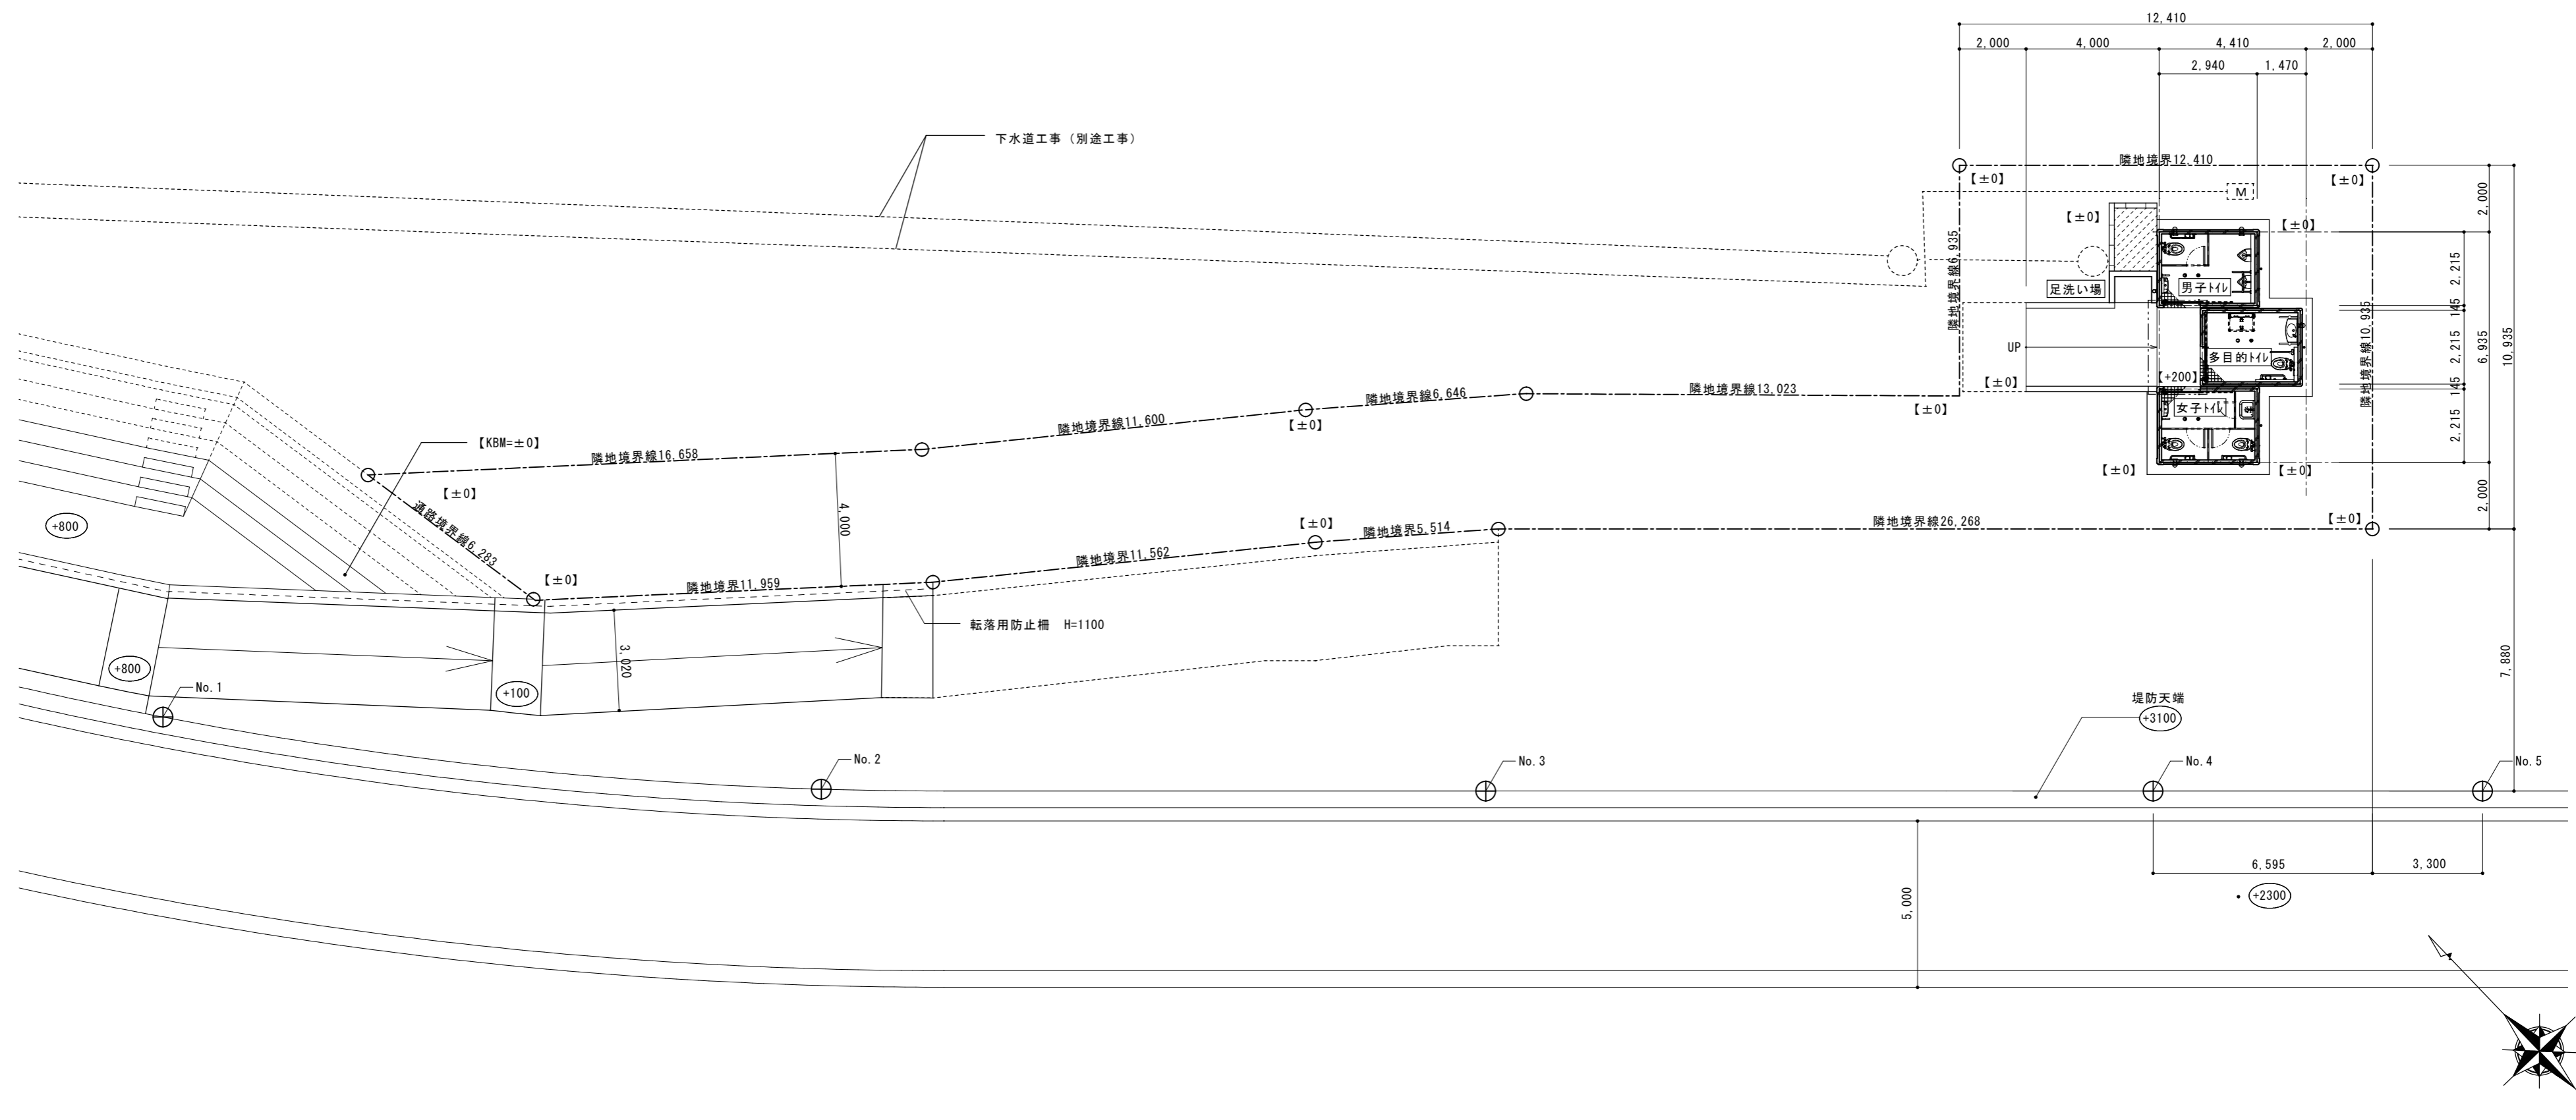 12,410
2,000
4,000
4,410
2,000
2,940
1,470
下水道工事（別途工事）
隣地境界12,410
【±0】
【±0】
M
2,000
【±0】
【±0】
隣地境界線6,935
足洗い場
男子ﾄｲﾚ
2,215
145
隣地境界線10,935
UP
多目的ﾄｲﾚ
2,215
6,935
10,935
【±0】
【+200】
145
隣地境界線13,023
隣地境界線6,646
隣地境界線11,600
【±0】
【±0】
女子ﾄｲﾚ
2,215
【KBM=±0】
隣地境界線16,658
【±0】
【±0】
【±0】
2,000
通路境界線6,283
4,000
+800
【±0】
隣地境界5,514
隣地境界線26,268
【±0】
隣地境界11,562
【±0】
隣地境界11,959
転落用防止柵　H=1100
3,020
+800
+100
No.1
7,880
堤防天端
+3100
No.2
No.3
No.4
No.5
6,595
3,300
5,000
+2300